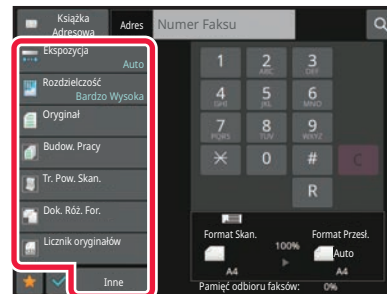 Książka
Adresowa
Adres
Numer Faksu
Ekspozycja
Auto
Rozdzielczość
Bardzo Wysoka
Oryginał
Budow. Pracy
Tr. Pow. Skan.
Dok. Róż. For.
Licznik oryginałów
Inne
1
2
ABC
3
DEF
4
GHI
5
JKL
6
MNO
7
PQRS
8
TUV
9
WXYZ
0
#
C
R
Format Skan.
100%
Format Przesł.
Auto
A4
A4
Pamięć odbioru faksów:
0%